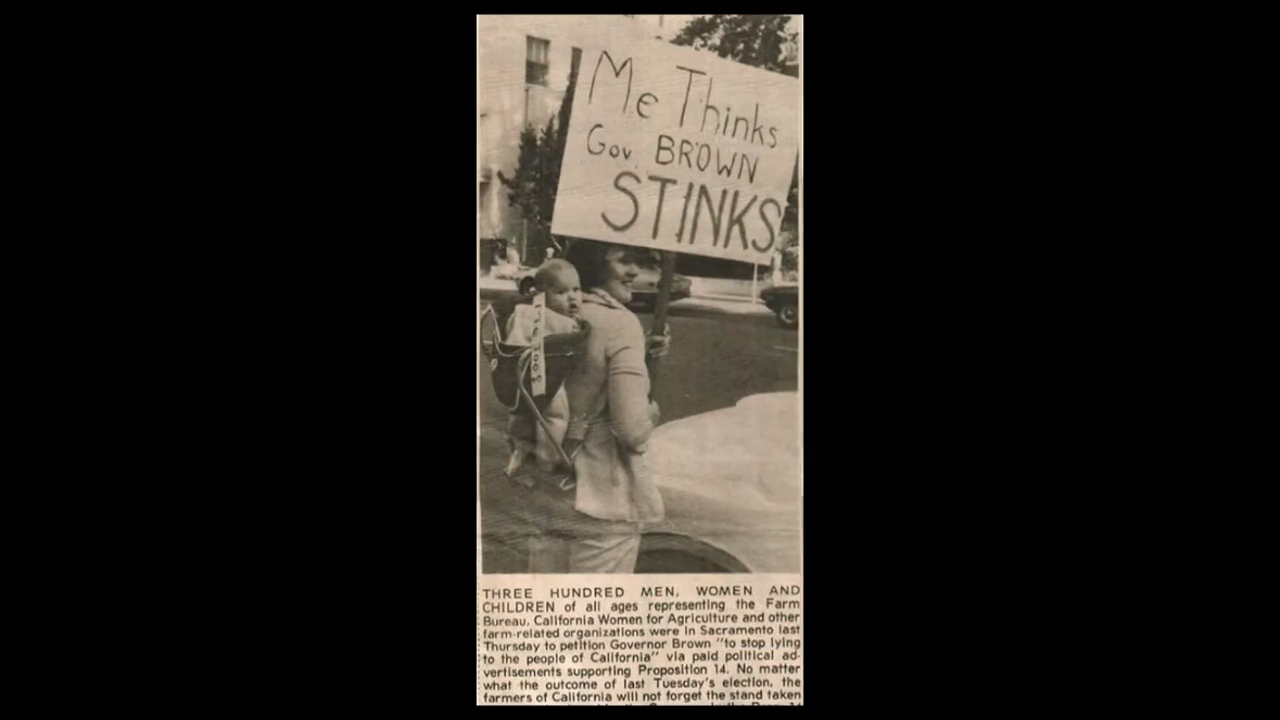 Me Thinks
Gov. BROWN
STINKS
THREE HUNDRED MEN, WOMEN AND
CHILDREN of all ages representing the Farm
Bureau, California Women for Agriculture and other
farm-related organizations were in Sacramento last
Thursday to petition Governor Brown "to stop lying
to the people of California" via paid political ad-
vertisements supporting Proposition 14. No matter
what the outcome of last Tuesday's election, the
farmers of California will not forget the stand taken